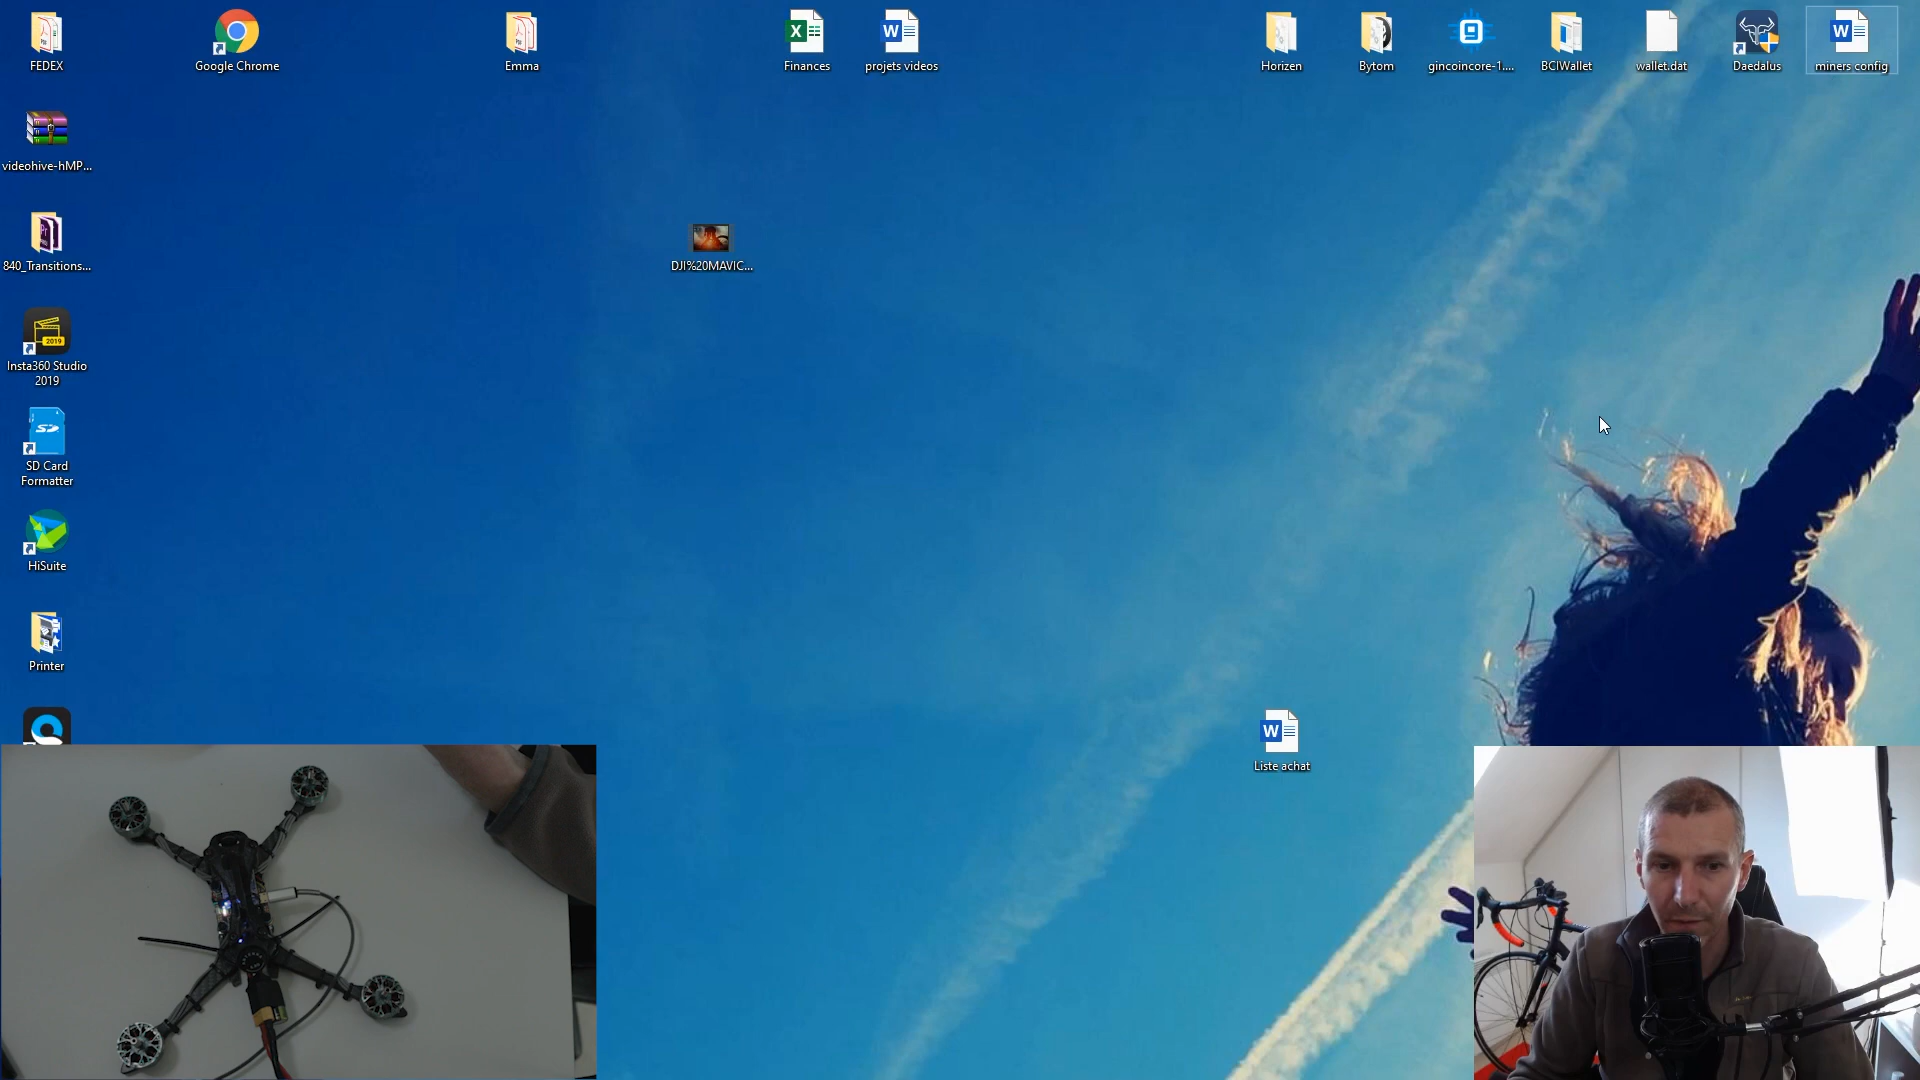 FEDEX
Google Chrome
Emma
Finances
projets videos
Horizen
Bytom
gincoincore-1....
BCIWallet
wallet.dat
Daedalus
miners config
videohive-hMP...
840_Transitions...
DJI%20MAVIC...
2019
Insta360 Studio
2019
SD Card
Formatter
HiSuite
Printer
Liste achat